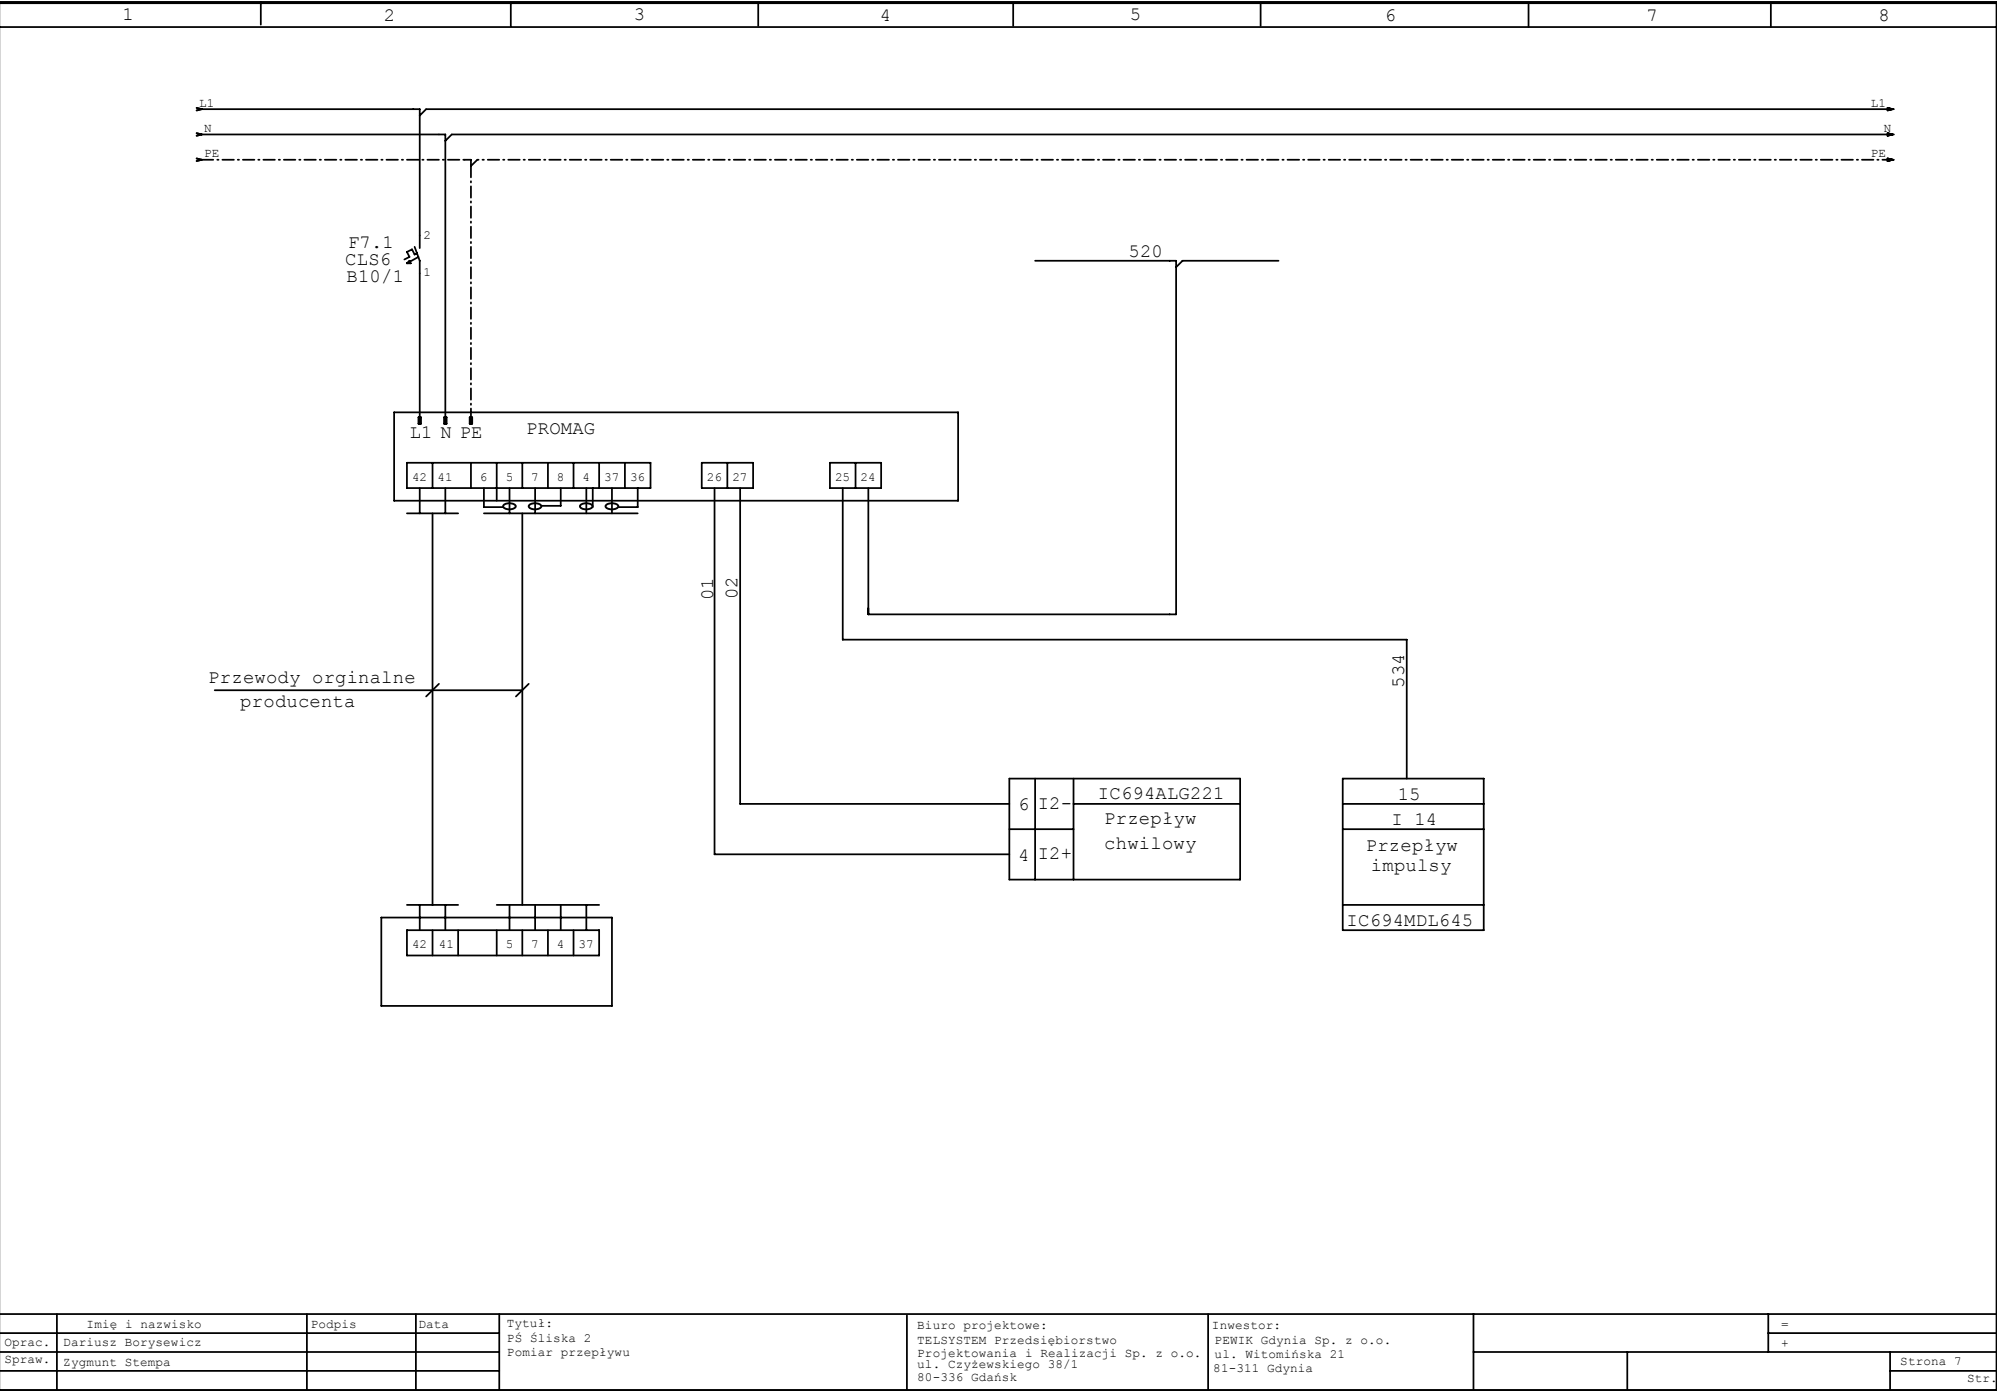 1 2 3 4 5 6 7 8
L1 L1
N N
PE PE
F7.1
CLS6
B10/1
2
1
520
L1 N PE PROMAG
42 41 6 5 7 8 4 37 36 26 27 25 24
01 02
534
Przewody orginalne
producenta
6 I2- IC694ALG221
Przepływ
chwilowy
4 I2+
15
I 14
Przepływ
impulsy
IC694MDL645
42 41 5 7 4 37
Imię i nazwisko Podpis Data
Oprac. Dariusz Borysewicz
Spraw. Zygmunt Stempa
Tytuł:
PŚ Śliska 2
Pomiar przepływu
Biuro projektowe:
TELSYSTEM Przedsiębiorstwo
Projektowania i Realizacji Sp. z o.o.
ul. Czyżewskiego 38/1
80-336 Gdańsk
Inwestor:
PEWIK Gdynia Sp. z o.o.
ul. Witomińska 21
81-311 Gdynia
=
+
Strona 7
Str.